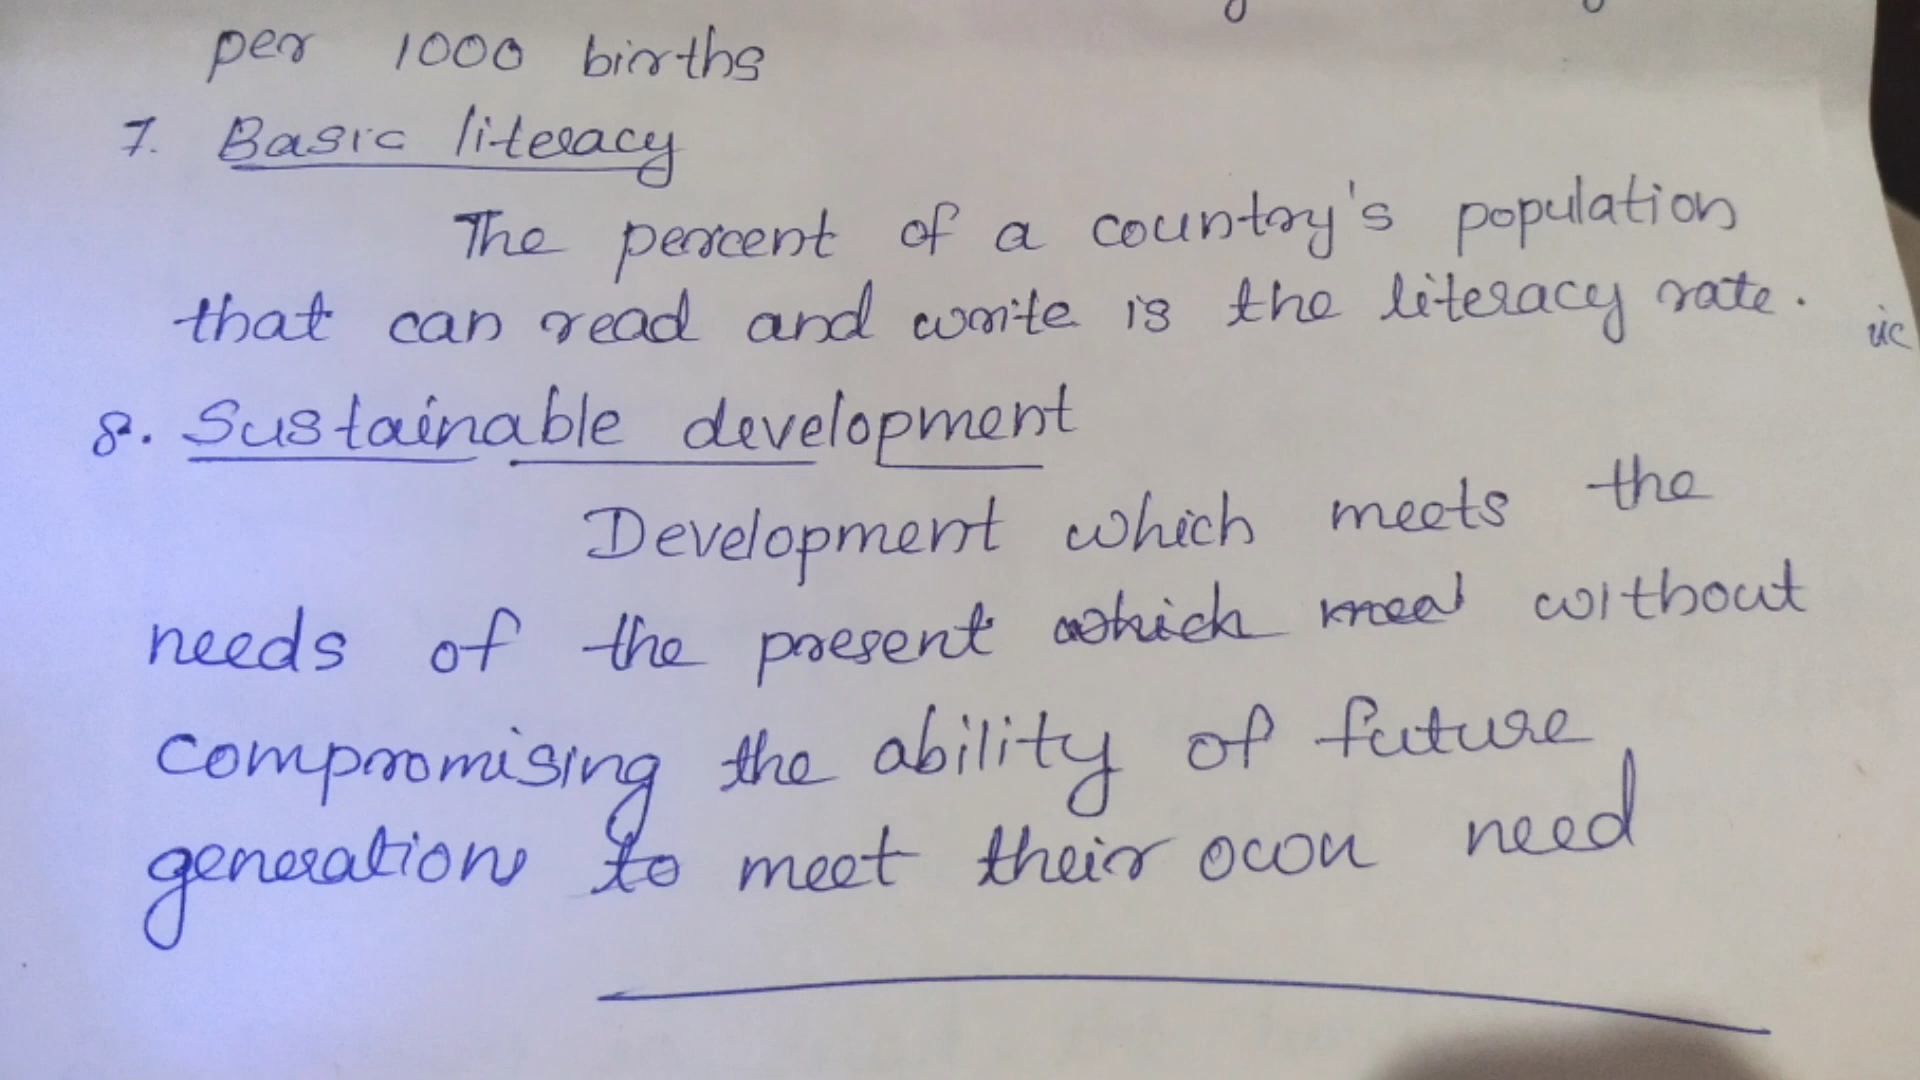 per 1000 births
7. Basic literacy
The percent of a country's population
that can read and write is the literacy rate.
8. Sustainable development
Development which meets the
needs of the present which meet without
compromising the ability of future
generation to meet their own need